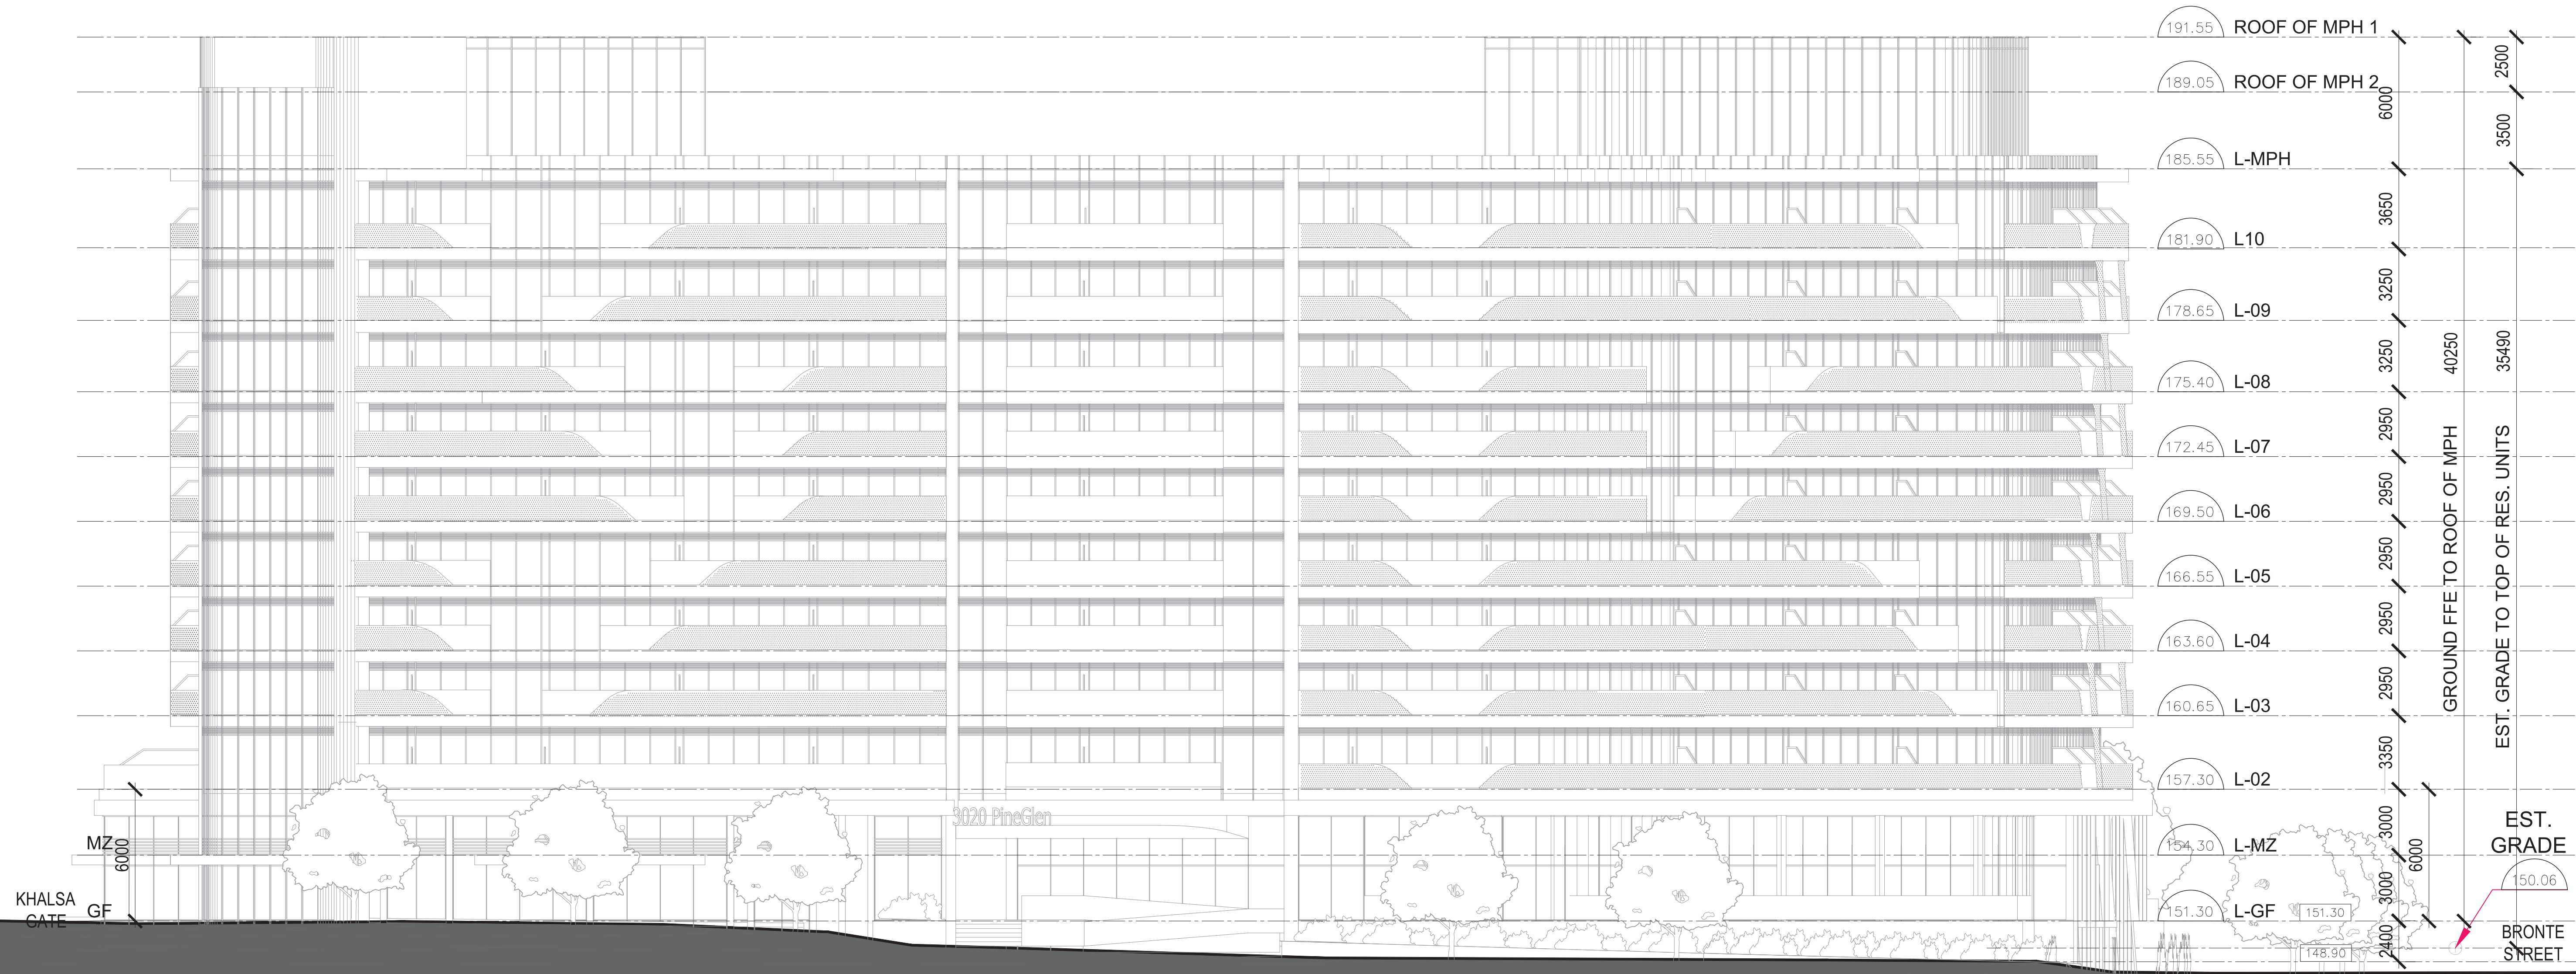 191.55 ROOF OF MPH 1
189.05 ROOF OF MPH 2
185.55 L-MPH
181.90 L10
178.65 L-09
175.40 L-08
172.45 L-07
169.50 L-06
166.55 L-05
163.60 L-04
160.65 L-03
157.30 L-02
154.30 L-MZ
151.30 L-GF
6000
3650
3250
3250
2950
2950
2950
2950
2950
3350
3000
3000
2400
6000
40250
GROUND FFE TO ROOF OF MPH
2500
3500
35490
EST. GRADE TO TOP OF RES. UNITS
EST.
GRADE
150.06
151.30
148.90
BRONTE
STREET
3020 PineGlen
MZ
6000
GF
KHALSA
GATE